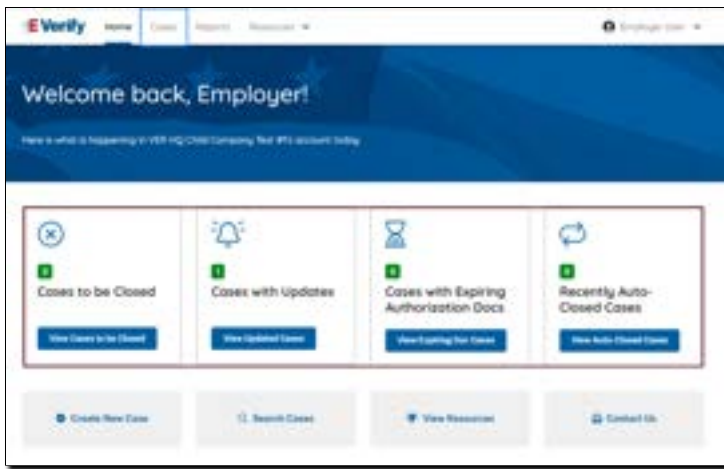 E-Verify Home Cases Reports Resources Employer User
Welcome back, Employer!
Here is what is happening in VER HQ Child Company Test account today
Cases to be Closed
Cases with Updates
Cases with Expiring
Authorization Docs
Recently Auto-
Closed Cases
View Cases to be Closed
View Updated Cases
View Expiring Doc Cases
View Auto-Closed Cases
Create New Case
Search Cases
View Resources
Contact Us